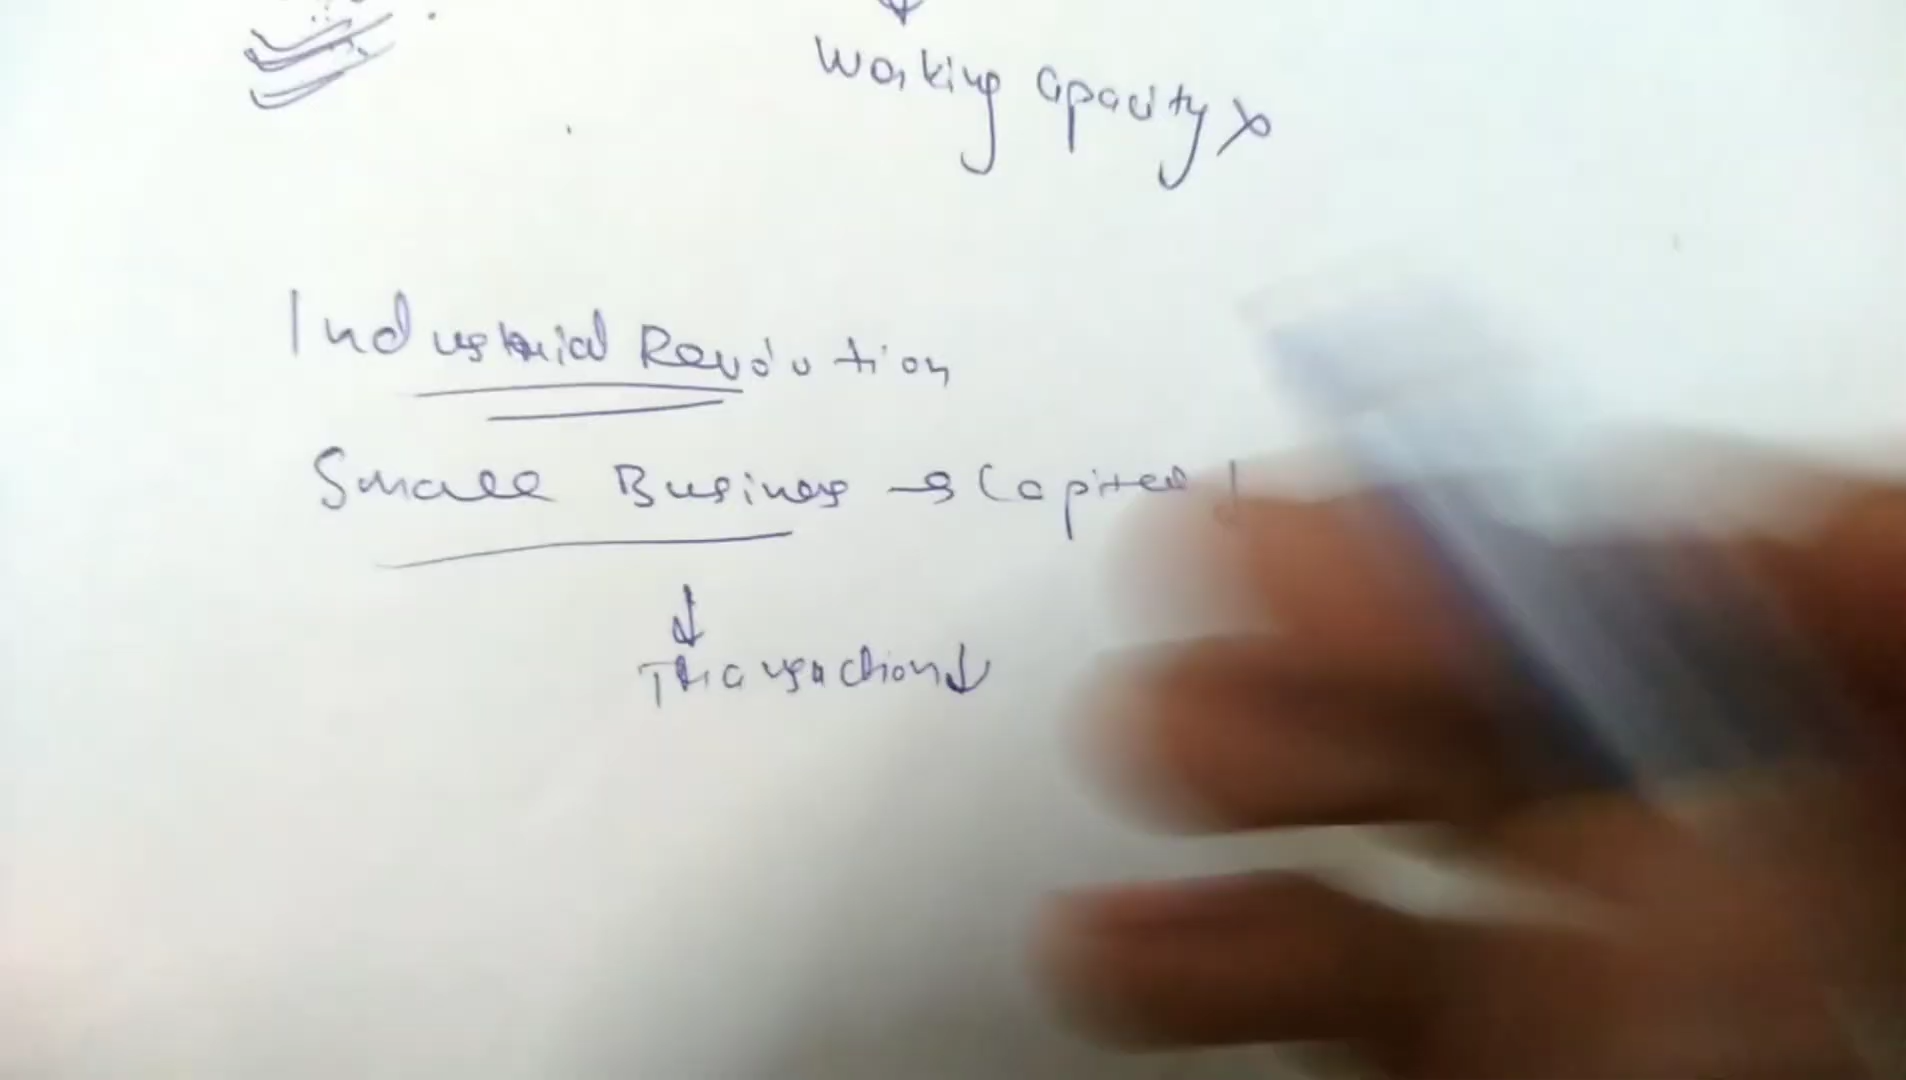 ↓
Working Capacity ×
Industrial Revolution
Small Business → Capital ↓
↓
Transaction ↓